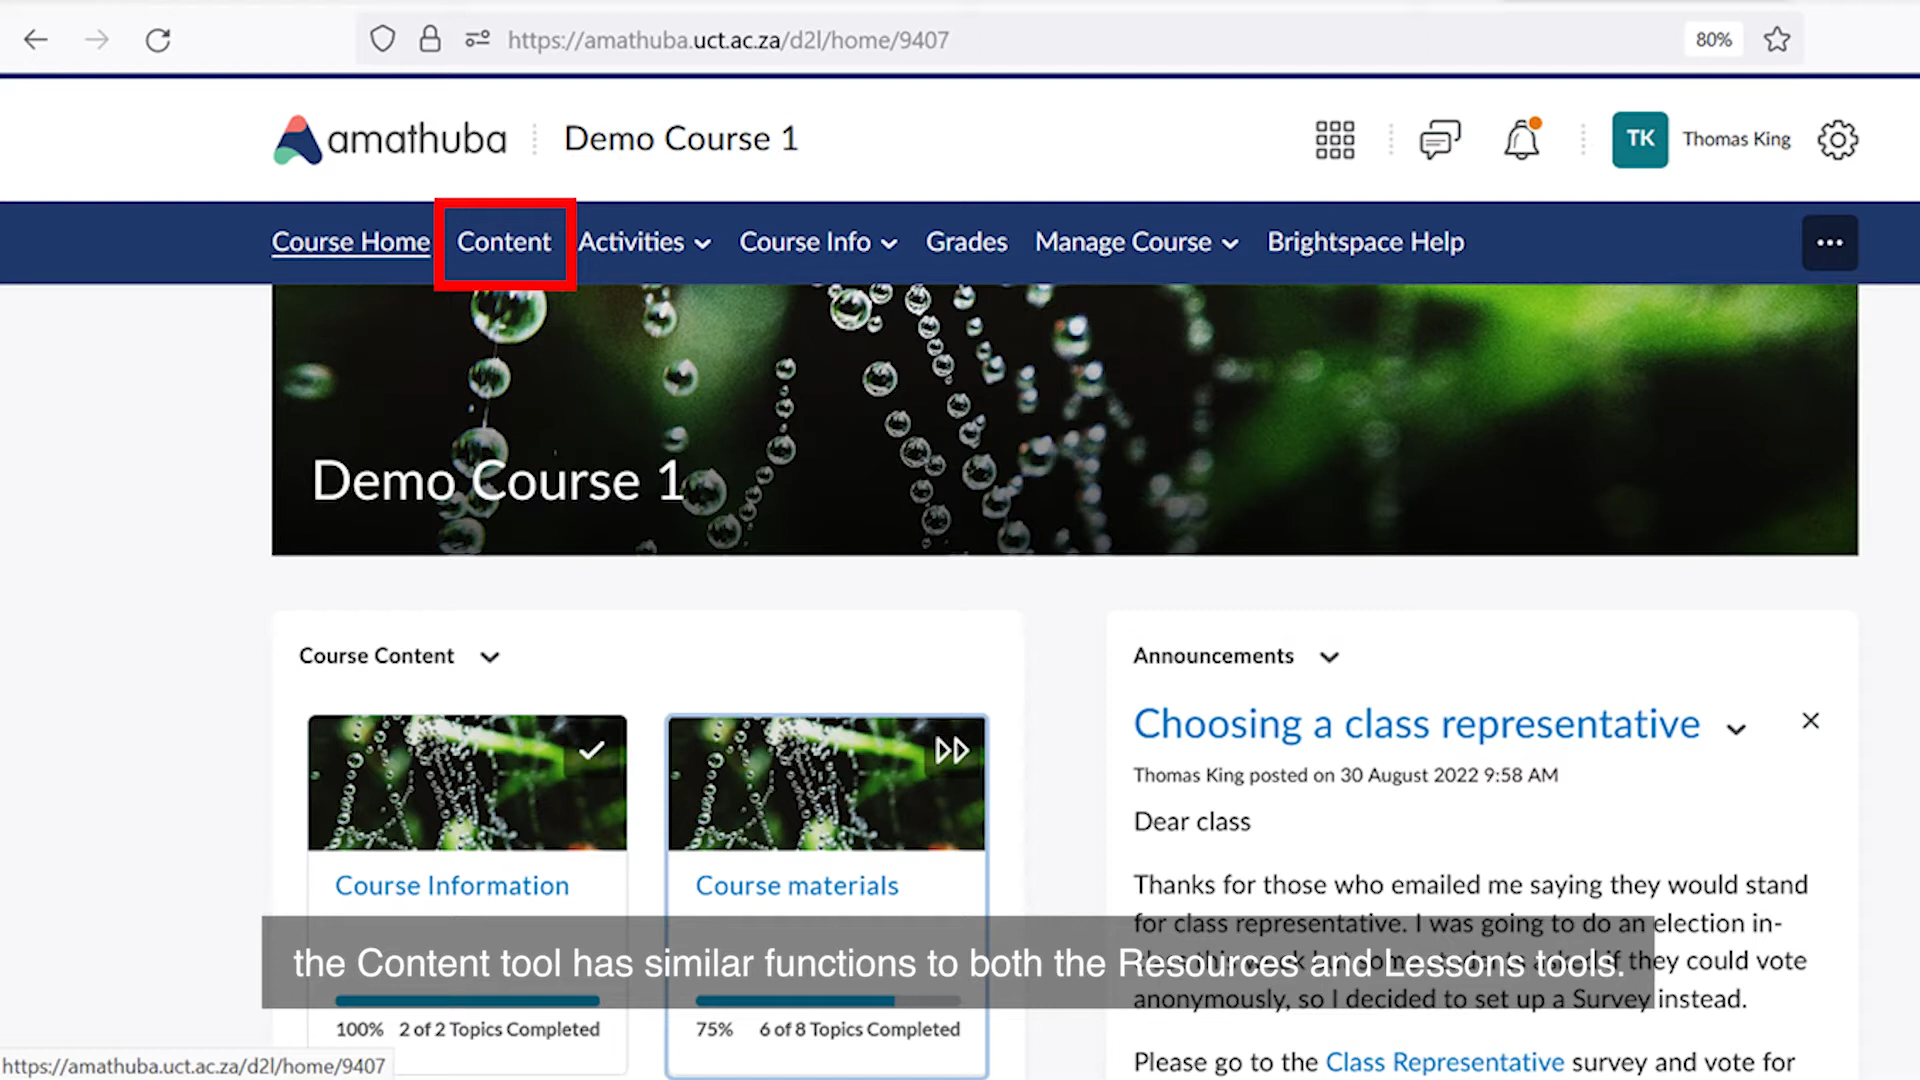 https://amathuba.uct.ac.za/d2l/home/9407
80%
amathuba
Demo Course 1
TK
Thomas King
Course Home
Content
Activities
Course Info
Grades
Manage Course
Brightspace Help
Demo Course 1
Course Content
Course Information
100% 2 of 2 Topics Completed
Course materials
75% 6 of 8 Topics Completed
Announcements
Choosing a class representative
Thomas King posted on 30 August 2022 9:58 AM
Dear class
Thanks for those who emailed me saying they would stand
for class representative. I was going to do an election in-
they could vote
anonymously, so I decided to set up a Survey instead.
Please go to the Class Representative survey and vote for
the Content tool has similar functions to both the Resources and Lessons tools.
https://amathuba.uct.ac.za/d2l/home/9407